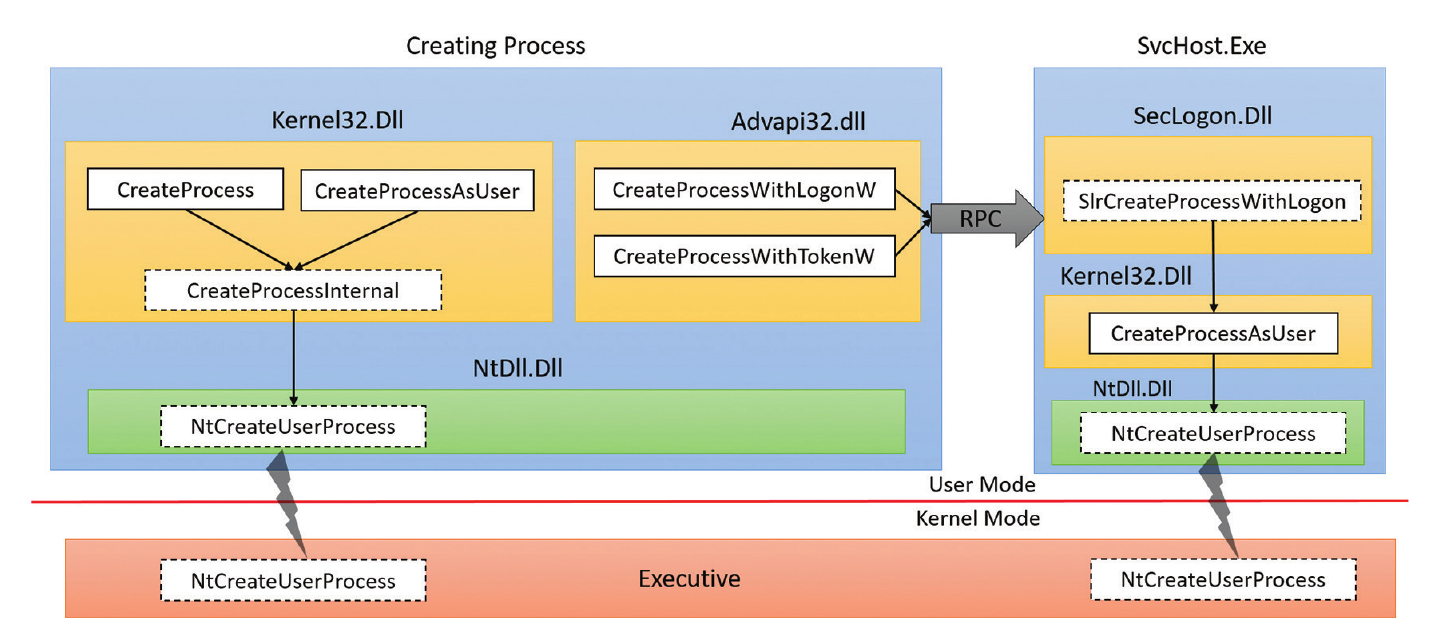 Creating Process
SvcHost.Exe
Kernel32.Dll
Advapi32.dll
SecLogon.Dll
CreateProcess
CreateProcessAsUser
CreateProcessWithLogonW
SlrCreateProcessWithLogon
RPC
CreateProcessWithTokenW
CreateProcessInternal
Kernel32.Dll
CreateProcessAsUser
NtDll.Dll
NtDll.Dll
NtCreateUserProcess
NtCreateUserProcess
User Mode
Kernel Mode
NtCreateUserProcess
Executive
NtCreateUserProcess